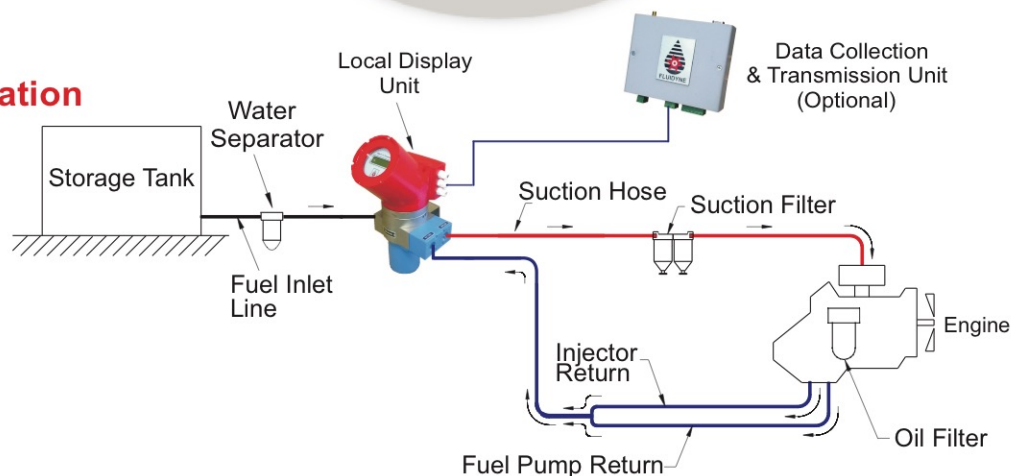 ation
Local Display
Unit
Data Collection
& Transmission Unit
(Optional)
FLUIDYNE
Water
Separator
Storage Tank
Suction Hose
Suction Filter
Fuel Inlet
Line
Engine
Injector
Return
Oil Filter
Fuel Pump Return